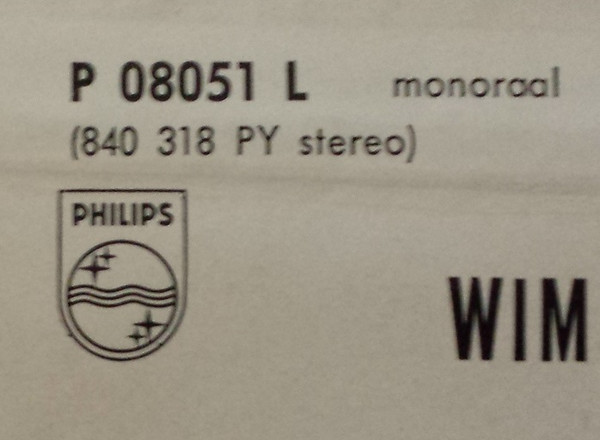 P 08051 L monoraal
(840 318 PY stereo)
PHILIPS
WIM